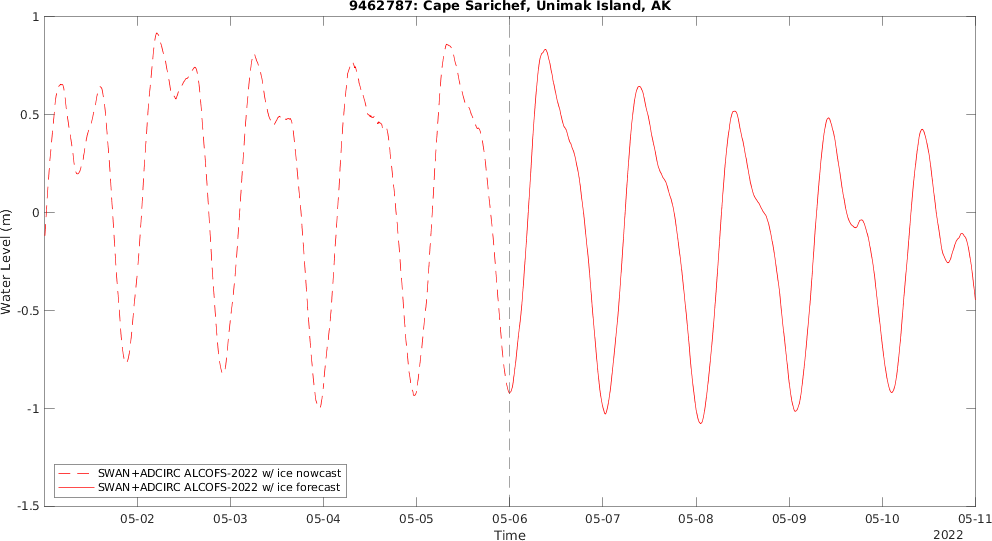 9462787: Cape Sarichef, Unimak Island, AK
1
0.5
0
-0.5
-1
-1.5
Water Level (m)
SWAN+ADCIRC ALCOFS-2022 w/ ice nowcast
SWAN+ADCIRC ALCOFS-2022 w/ ice forecast
05-02 05-03 05-04 05-05 05-06 05-07 05-08 05-09 05-10 05-11
Time
2022